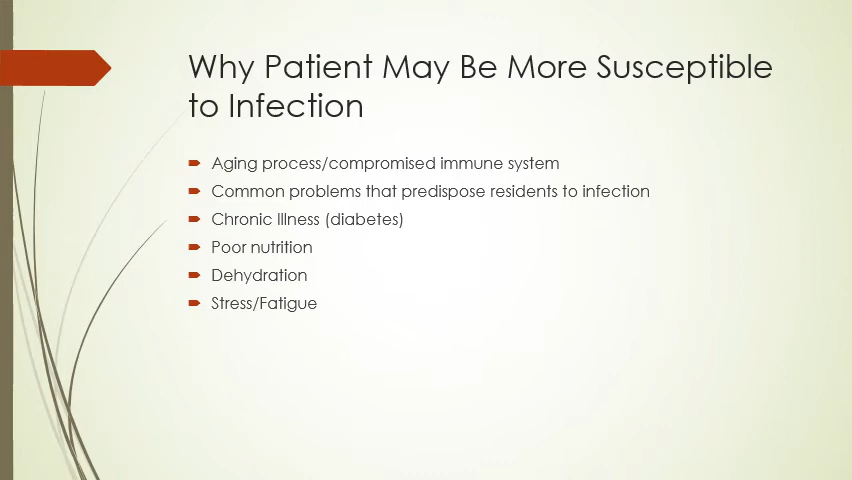 Why Patient May Be More Susceptible
to Infection
Aging process/compromised immune system
Common problems that predispose residents to infection
Chronic Illness (diabetes)
Poor nutrition
Dehydration
Stress/Fatigue